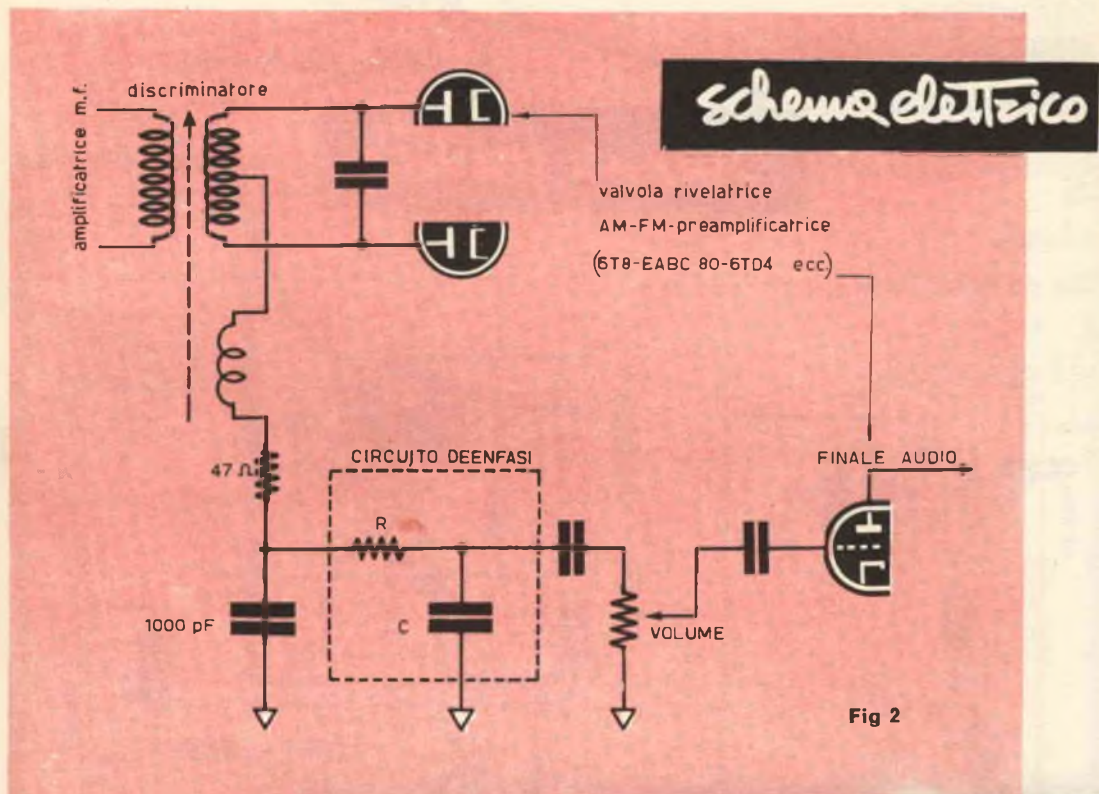 schema elettrico
discriminatore
amplificatrice m.f.
valvola rivelatrice
AM-FM-preamplificatrice
(6T8-EABC 80-6TD4 ecc.)
47 Ω
CIRCUITO DEENFASI
FINALE AUDIO
R
1000 pF
C
VOLUME
Fig 2